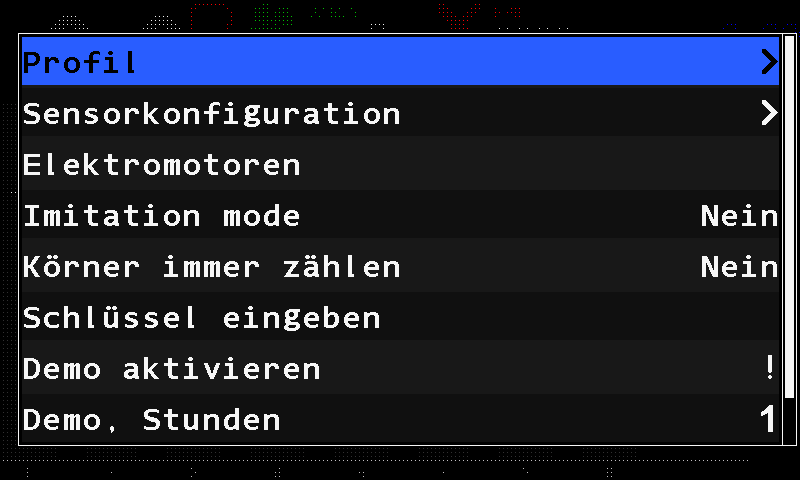 Profil >
Sensorkonfiguration >
Elektromotoren
Imitation mode Nein
Körner immer zählen Nein
Schlüssel eingeben
Demo aktivieren !
Demo, Stunden 1